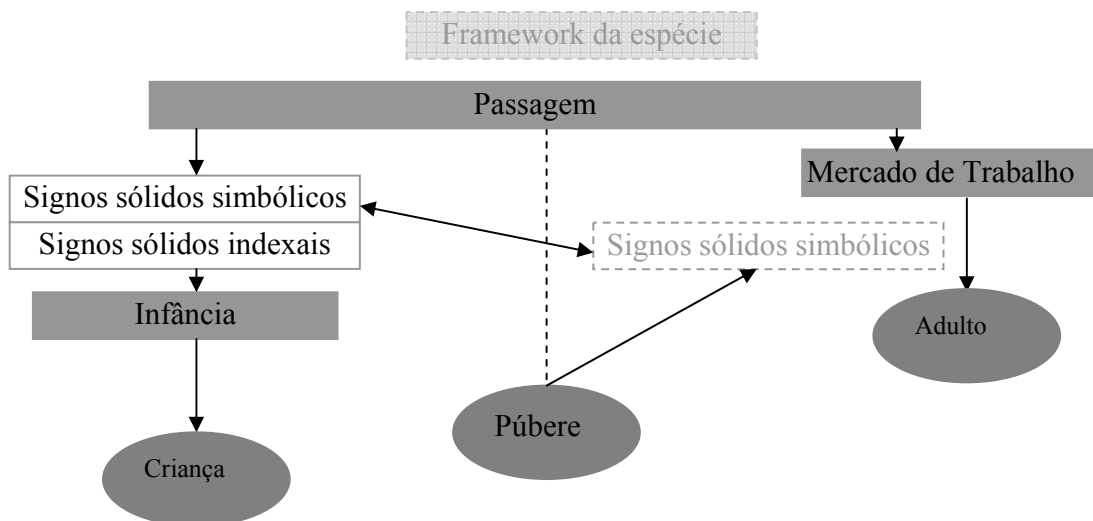 Framework da espécie
Passagem
Mercado de Trabalho
Signos sólidos simbólicos
Signos sólidos indexais
Signos sólidos simbólicos
Infância
Adulto
Púbere
Criança